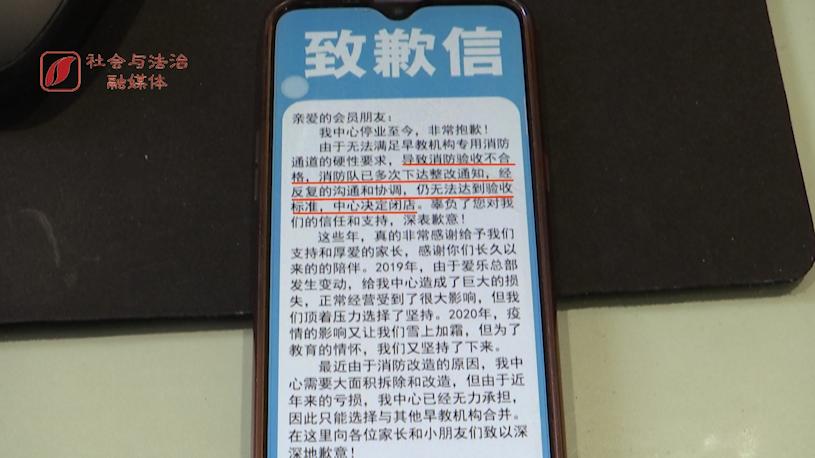 社会与法治
融媒体
致歉信
亲爱的会员朋友:
我中心停业至今,非常抱歉!
由于无法满足早教机构专用消防
通道的硬性要求,导致消防验收不合
格,消防队已多次下达整改通知,经
反复的沟通和协调,仍无法达到验收
标准,中心决定闭店。辜负了您对我
们的信任和支持,深表歉意!
这些年,真的非常感谢给予我们
支持和厚爱的家长,感谢你们长久以
来的的陪伴。2019年,由于爱乐总部
发生变动,给我中心造成了巨大的损
失,正常经营受到了很大影响,但我
们顶着压力选择了坚持。2020年,疫
情的影响又让我们雪上加霜,但为了
教育的情怀,我们又坚持了下来。
最近由于消防改造的原因,我中
心需要大面积拆除和改造,但由于近
年来的亏损,我中心已经无力承担,
因此只能选择与其他早教机构合并。
在这里向各位家长和小朋友们致以深
深地歉意!